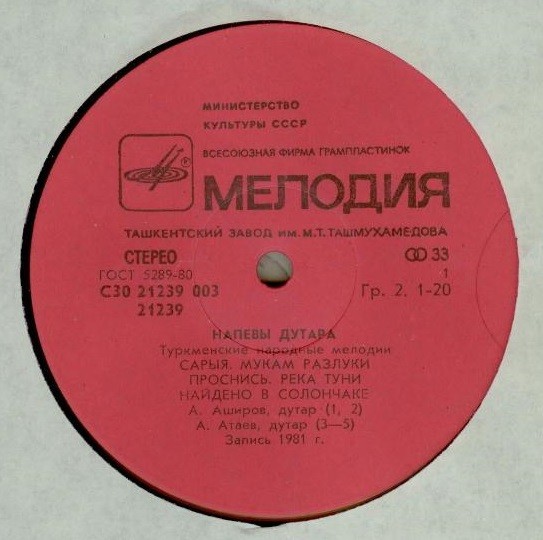 МИНИСТЕРСТВО
КУЛЬТУРЫ СССР
ВСЕСОЮЗНАЯ ФИРМА ГРАМПЛАСТИНОК
МЕЛОДИЯ
ТАШКЕНТСКИЙ ЗАВОД ИМ. М.Т. ТАШМУХАМЕДОВА
СТЕРЕО 33
ГОСТ 5289-80 1
С30 21239 003 Гр. 2. 1-20
21239
НАПЕВЫ ДУТАРА
Туркменские народные мелодии
САРЫЯ. МУКАМ РАЗЛУКИ
ПРОСНИСЬ. РЕКА ТУНИ
НАЙДЕНО В СОЛОНЧАКЕ
А. Аширов, дутар (1, 2)
А. Атаев, дутар (3—5)
Запись 1981 г.